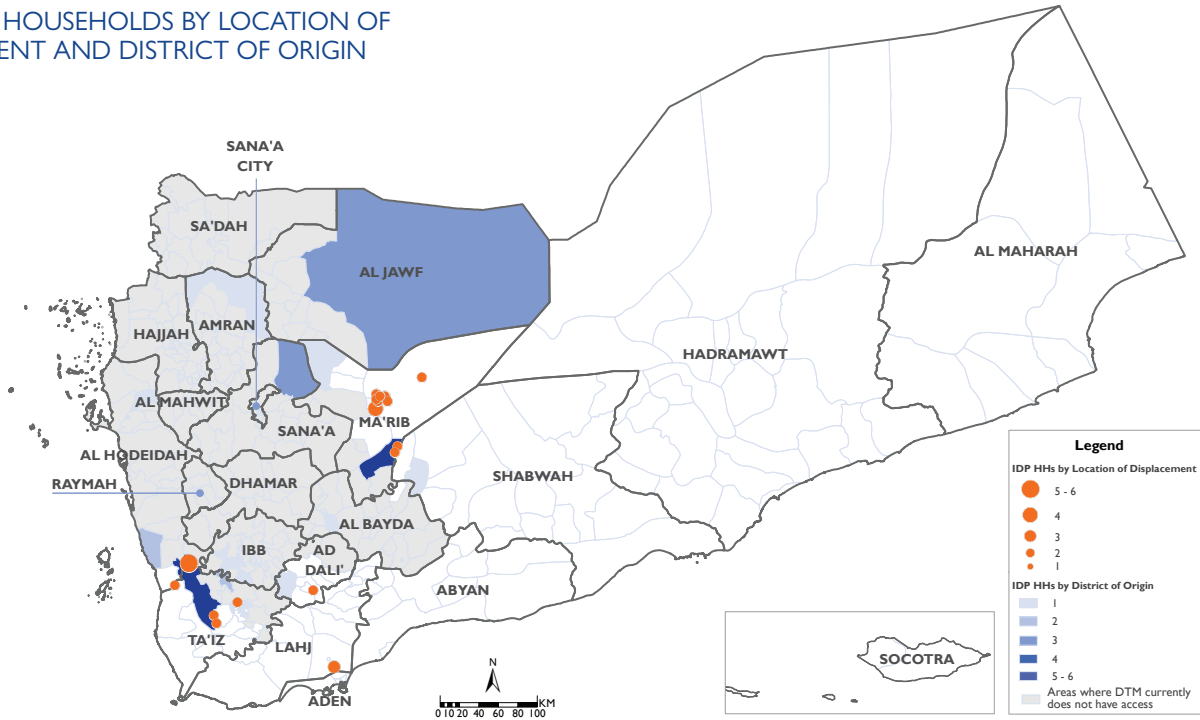 HOUSEHOLDS BY LOCATION OF
ENT AND DISTRICT OF ORIGIN
SANA'A
CITY
SA'DAH
AL JAWF
AL MAHARAH
HAJJAH
AMRAN
HADRAMAWT
AL MAHWIT
MA'RIB
SANA'A
AL HODEIDAH
SHABWAH
RAYMAH
DHAMAR
AL BAYDA
IBB
AD
DALI'
ABYAN
TA'IZ
LAHJ
ADEN
SOCOTRA
N
KM
0 10 20 40 60 80 100
Legend
IDP HHs by Location of Displacement
5 - 6
4
3
2
1
IDP HHs by District of Origin
1
2
3
4
5 - 6
Areas where DTM currently
does not have access